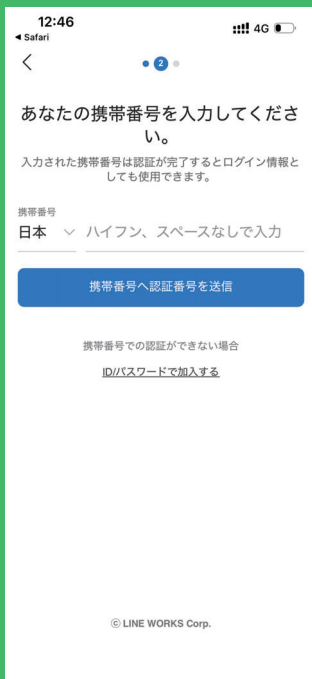 12:46
◀ Safari
4G
2
あなたの携帯番号を入力してくださ
い。
入力された携帯番号は認証が完了するとログイン情報と
しても使用できます。
携帯番号
日本
ハイフン、スペースなしで入力
携帯番号へ認証番号を送信
携帯番号での認証ができない場合
ID/パスワードで加入する
© LINE WORKS Corp.